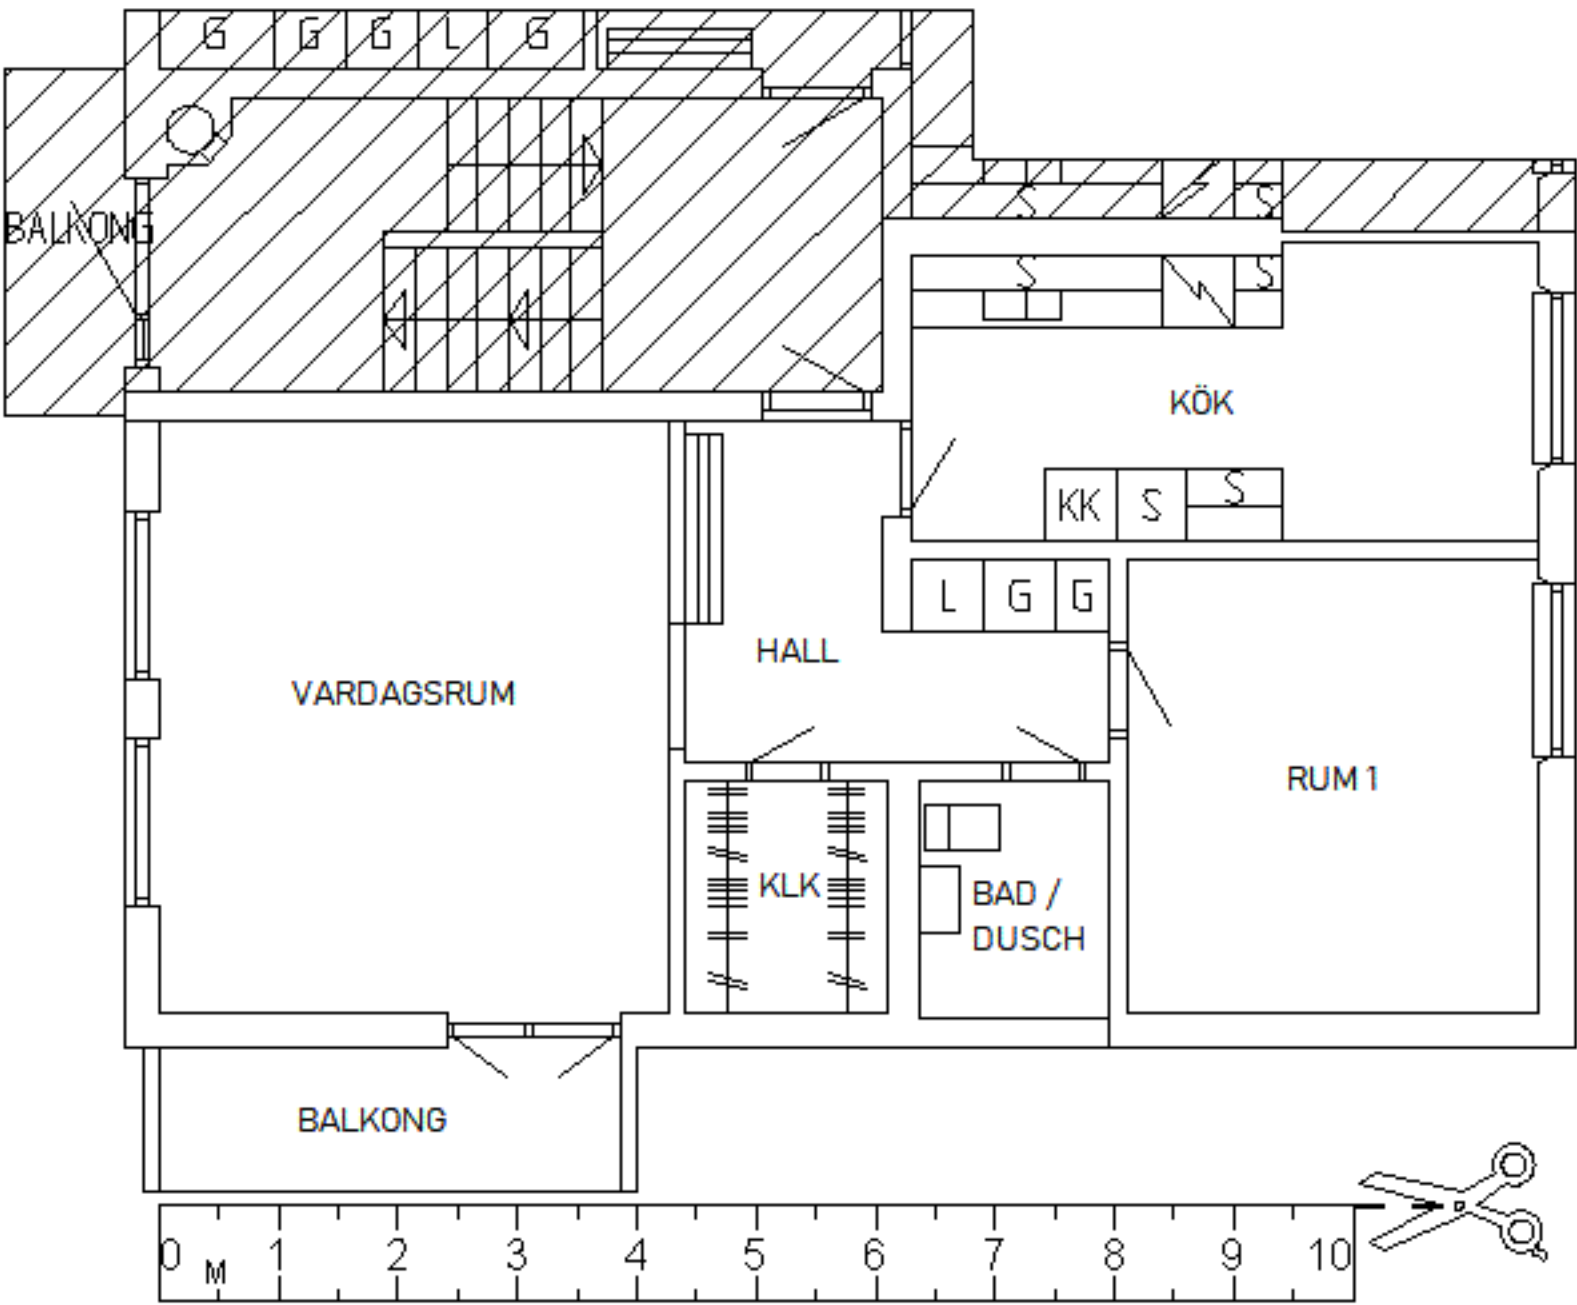 G G G L G
BALKONG
S S
S S
KÖK
KK S S
L G G
HALL
VARDAGSRUM
RUM 1
KLK
BAD /
DUSCH
BALKONG
0 M 1 2 3 4 5 6 7 8 9 10